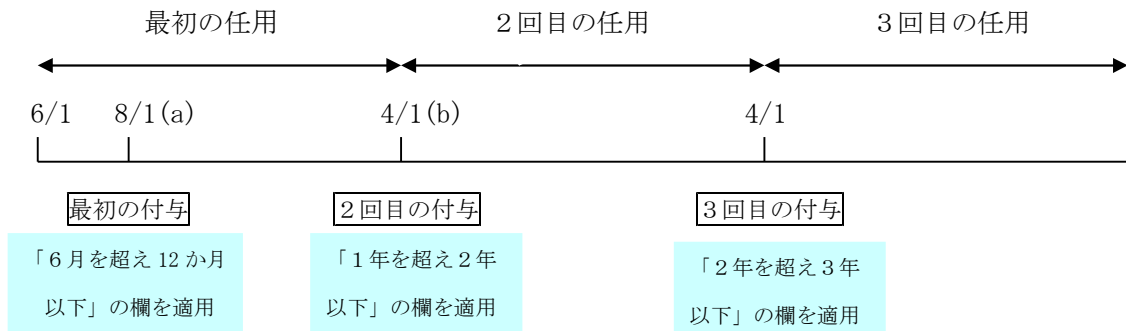 最初の任用 2回目の任用 3回目の任用
6/1 8/1(a) 4/1(b) 4/1
最初の付与 2回目の付与 3回目の付与
「6月を超え 12 か月
以下」の欄を適用
「1年を超え2年
以下」の欄を適用
「2年を超え3年
以下」の欄を適用